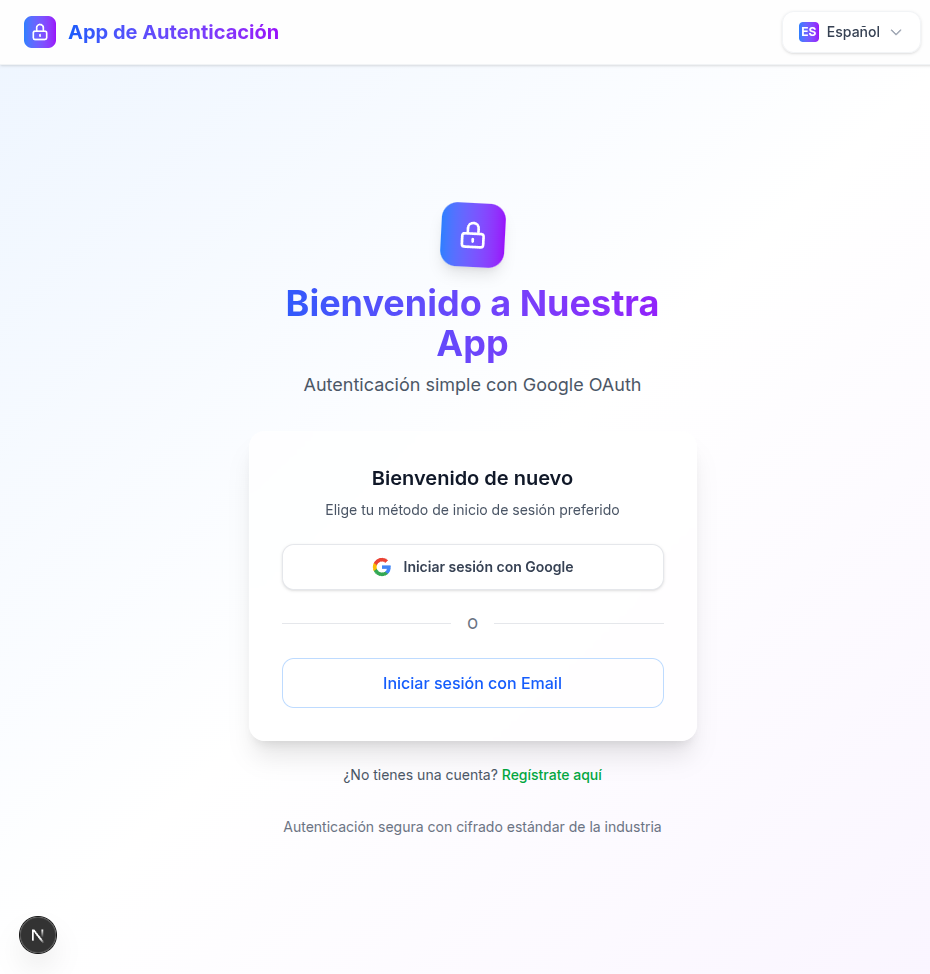 App de Autenticación
ES Español
Bienvenido a Nuestra
App
Autenticación simple con Google OAuth
Bienvenido de nuevo
Elige tu método de inicio de sesión preferido
Iniciar sesión con Google
O
Iniciar sesión con Email
¿No tienes una cuenta? Regístrate aquí
Autenticación segura con cifrado estándar de la industria
N